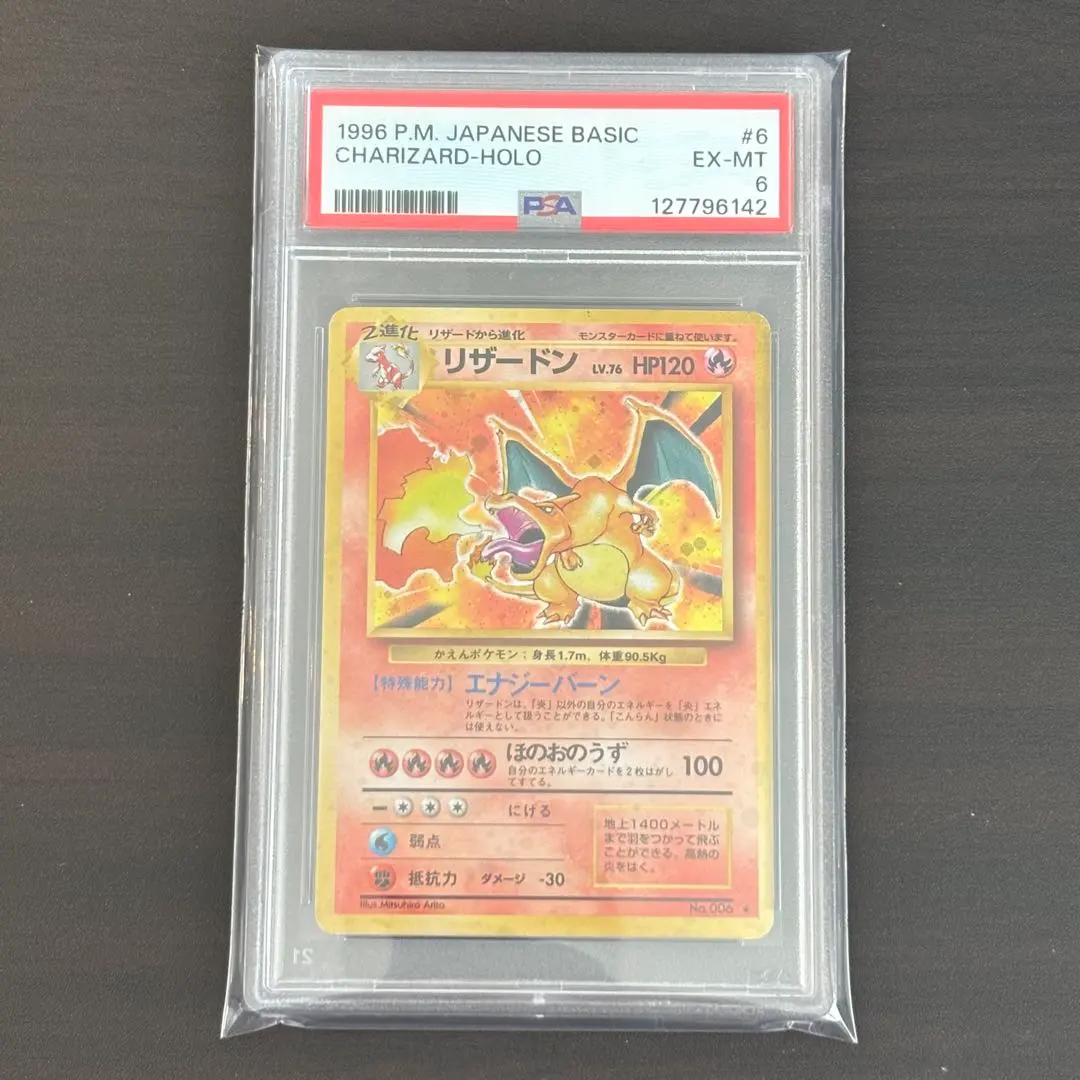 1996 P.M. JAPANESE BASIC #6
CHARIZARD-HOLO EX-MT
6
PSA 127796142
2進化 リザードから進化 モンスターカードに重ねて使います。
リザードン LV.76 HP120
かえんポケモン:身長1.7m、体重90.5Kg
【特殊能力】エナジーバーン
リザードンは、「炎」以外の自分のエネルギーを「炎」エネ
ルギーとして扱うことができる。「こんらん」状態のときに
は使えない。
ほのおのうず 100
自分のエネルギーカードを2枚はがし
てすてる。
にげる
弱点
抵抗力 ダメージ -30
地上1400メートル
まで羽をつかって飛ぶ
ことができる。高熱の
炎をはく。
Illus.Mitsuhiro Arita No.006 ★
21